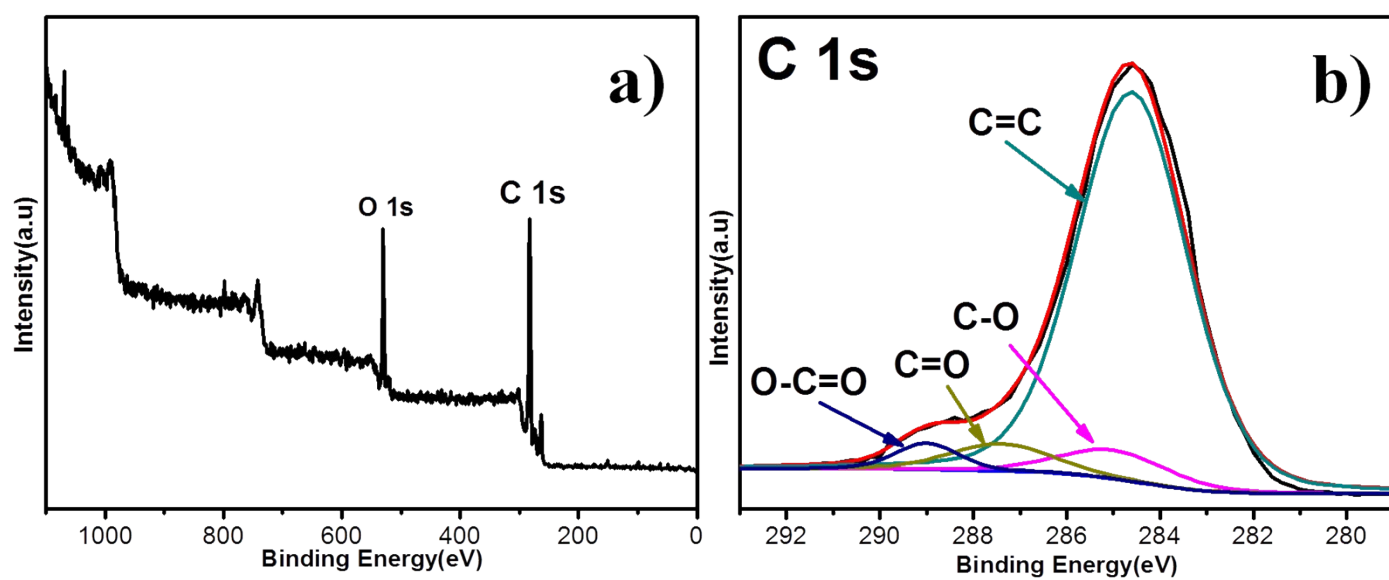 a)
O 1s
C 1s
Intensity(a.u)
1000
800
600
400
200
0
Binding Energy(eV)
C 1s
b)
C=C
C-O
C=O
O-C=O
Intensity(a.u)
292
290
288
286
284
282
280
Binding Energy(eV)